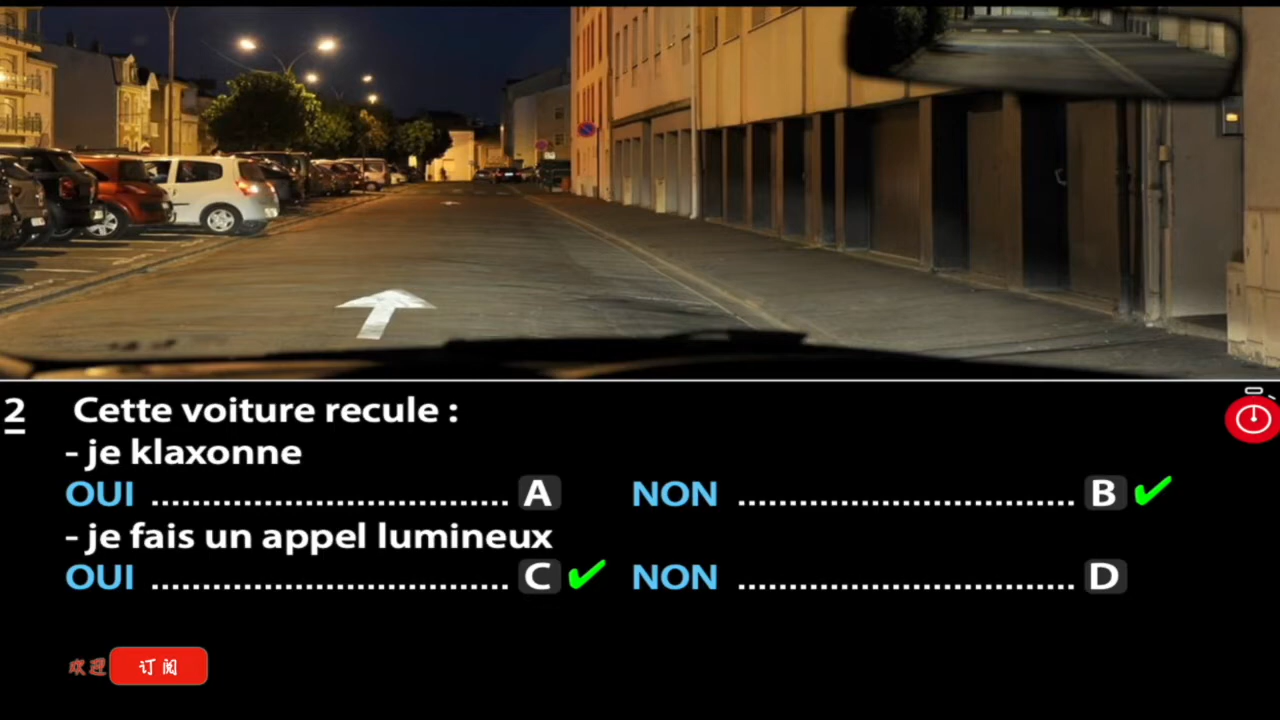 2 Cette voiture recule :
- je klaxonne
OUI .................................. A NON ................................ B
- je fais un appel lumineux
OUI .................................. C NON ................................ D
欢迎 订阅